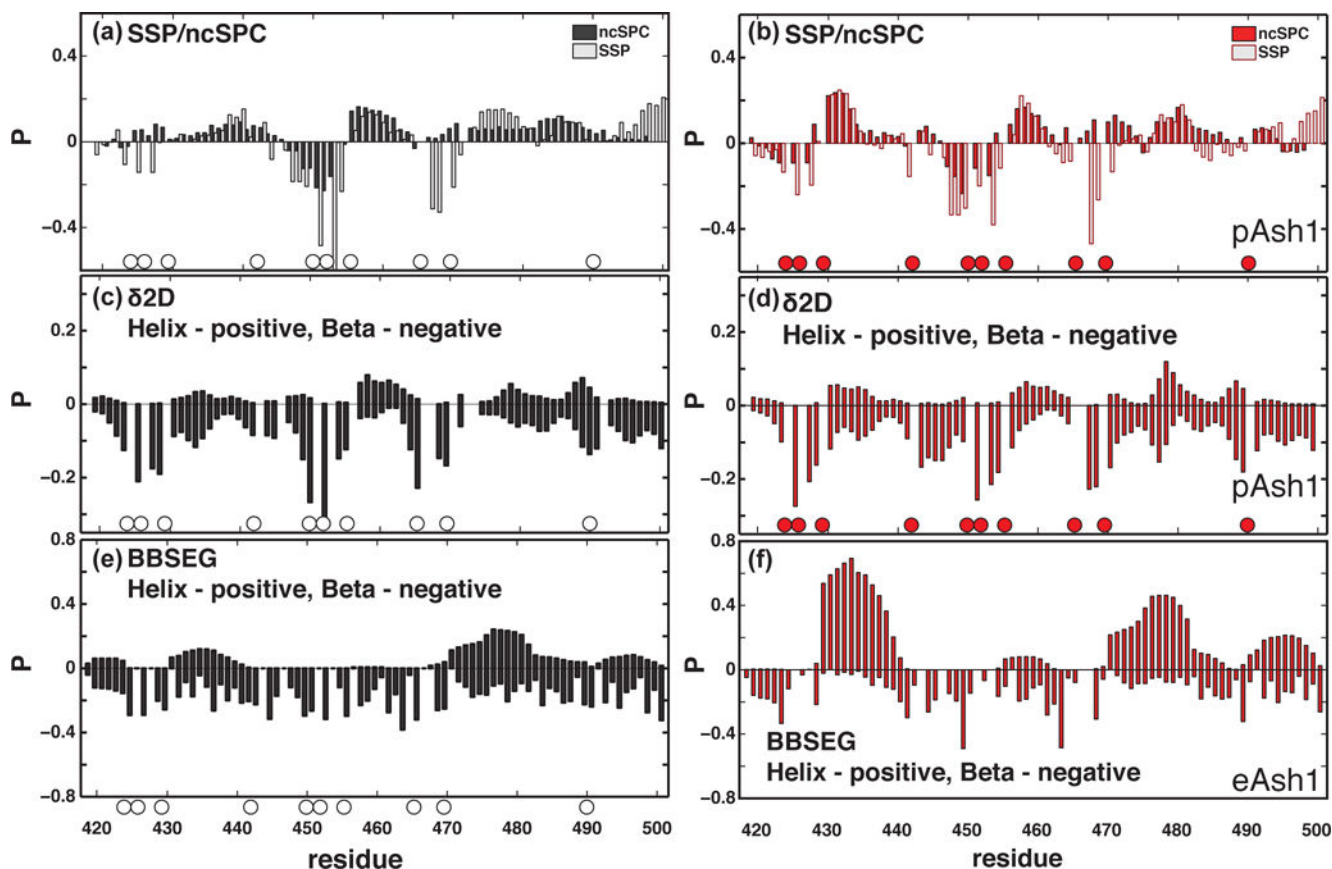 (a) SSP/ncSPC
ncSPC
SSP
P
0.4
0
−0.4
(b) SSP/ncSPC
ncSPC
SSP
P
0.4
0
−0.4
pAsh1
(c) δ2D
Helix - positive, Beta - negative
P
0.2
0
−0.2
(d) δ2D
Helix - positive, Beta - negative
P
0.2
0
−0.2
pAsh1
(e) BBSEG
Helix - positive, Beta - negative
P
0.8
0.4
0
−0.4
−0.8
420 430 440 450 460 470 480 490 500
residue
(f)
P
0.8
0.4
0
−0.4
−0.8
BBSEG
Helix - positive, Beta - negative
eAsh1
420 430 440 450 460 470 480 490 500
residue